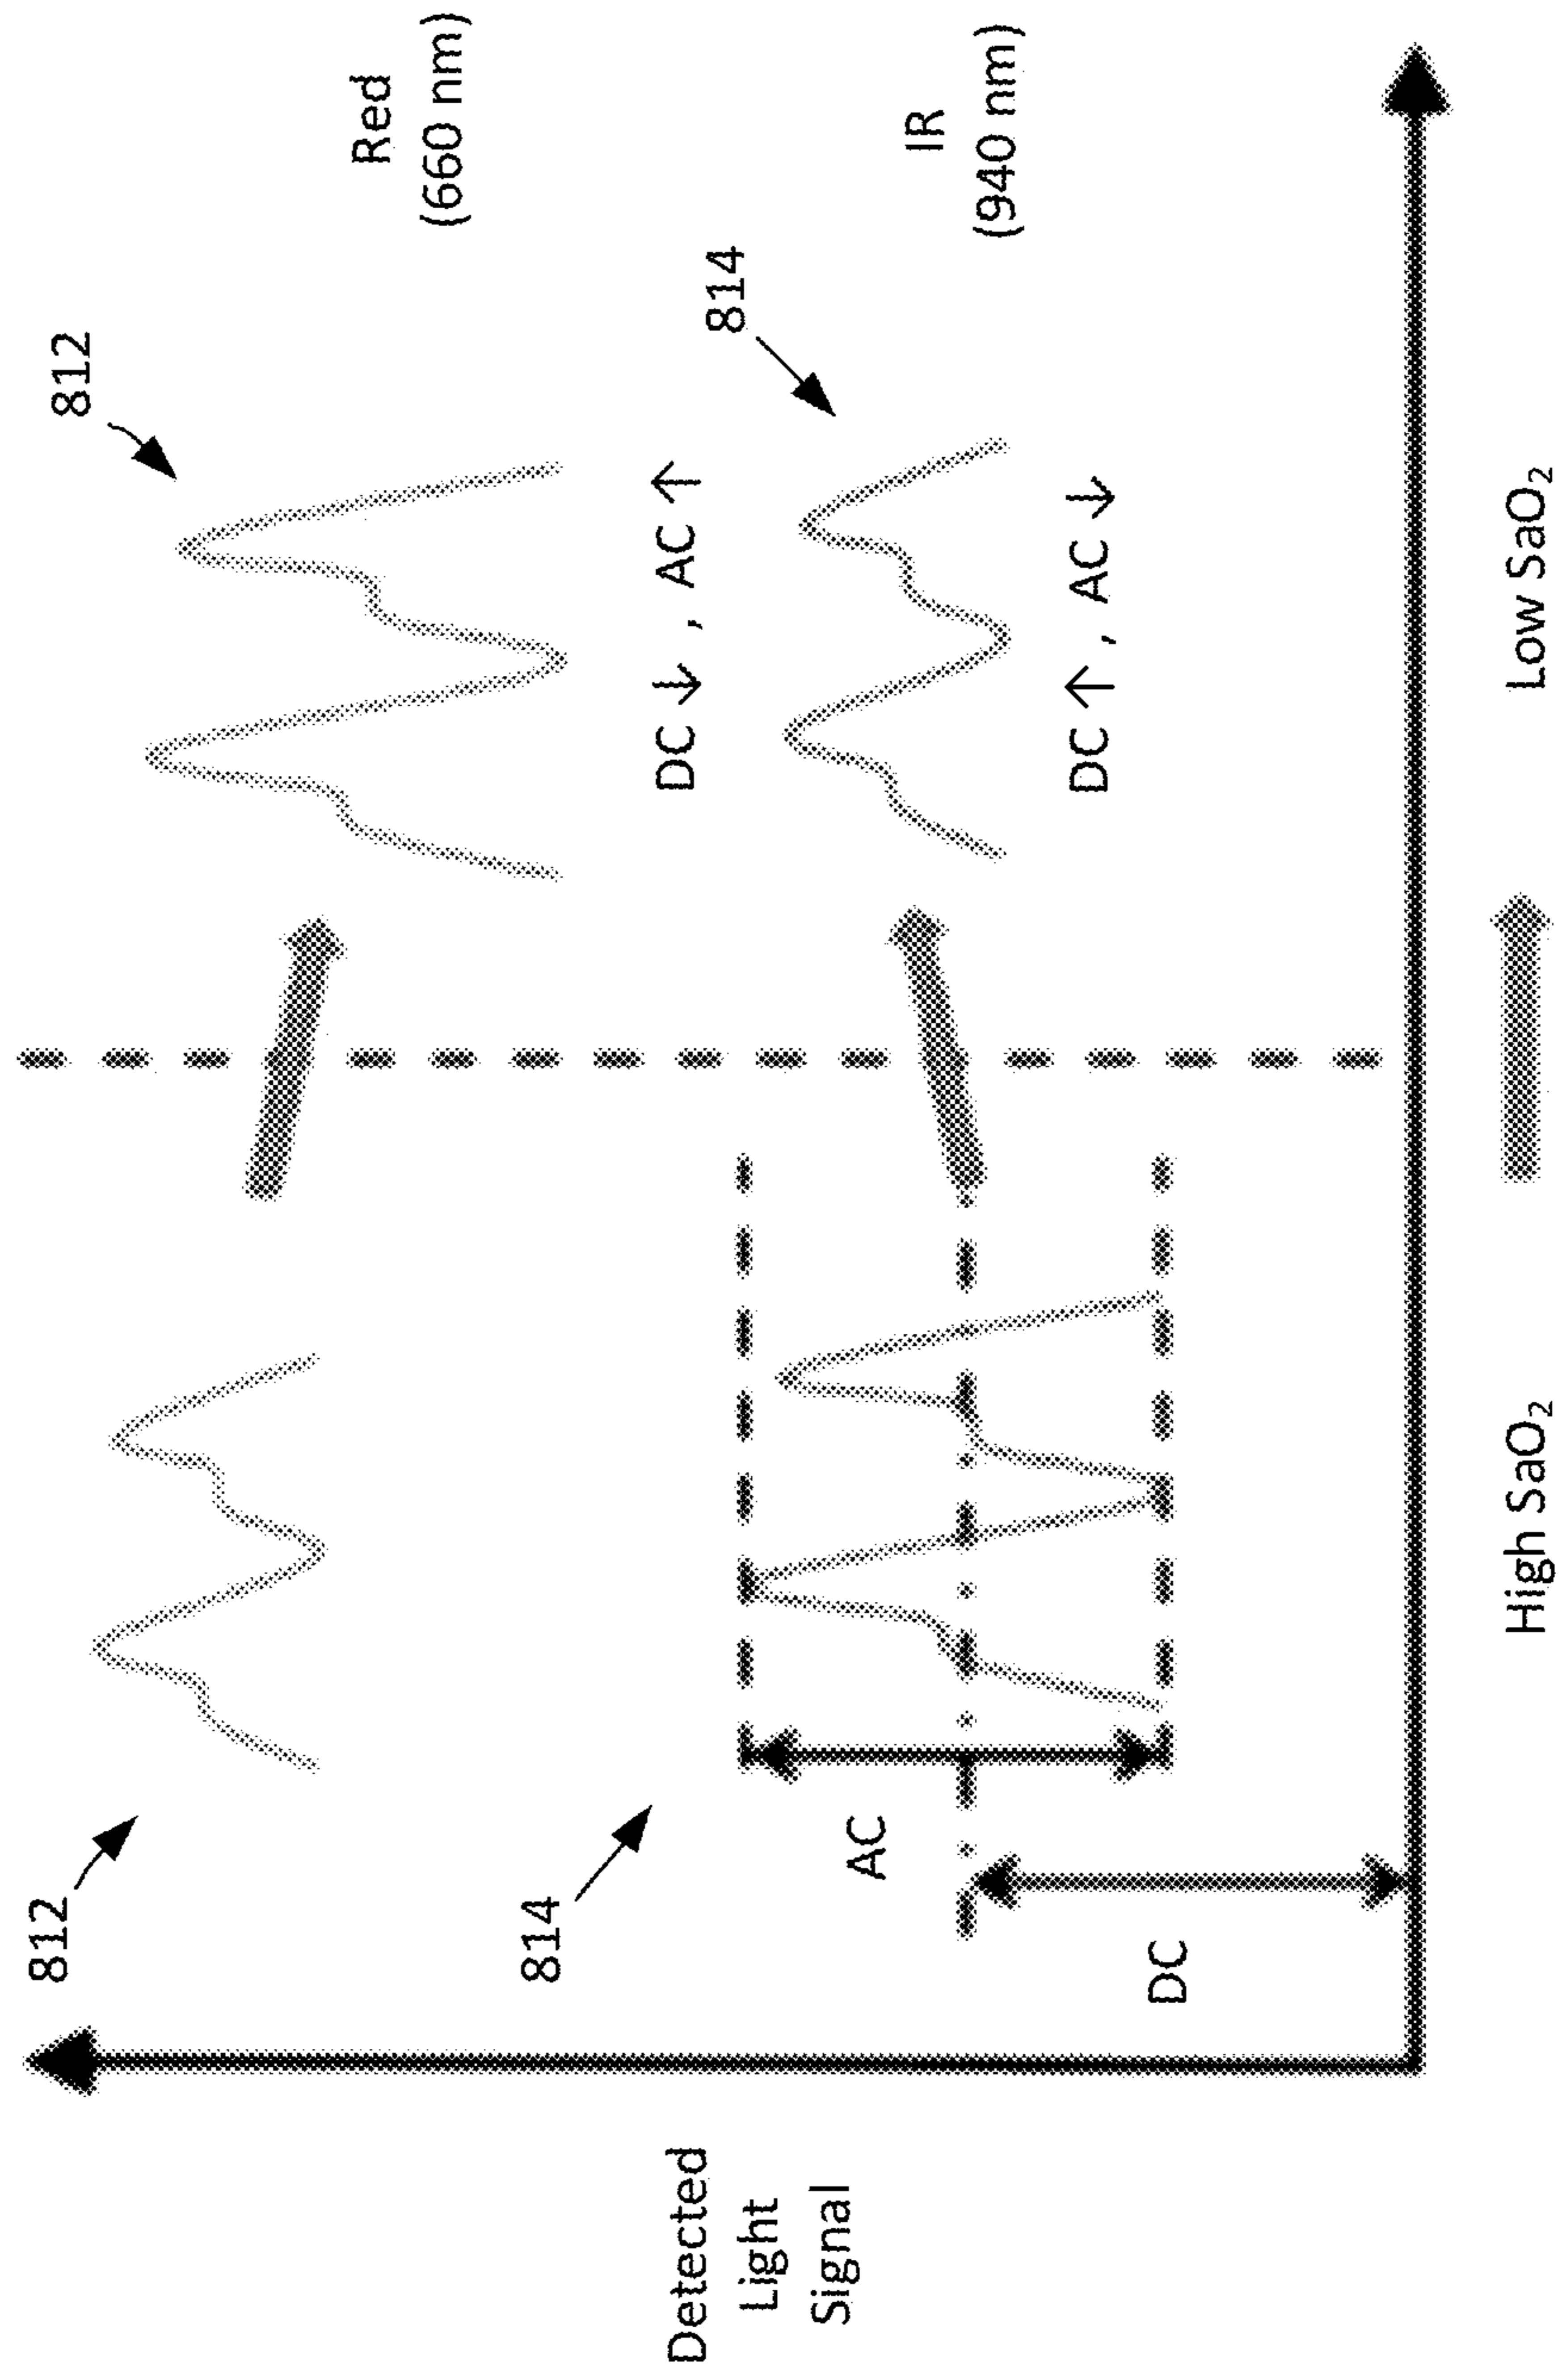 812
812
Red
(660 nm)
Detected
Light
Signal
814
DC ↓ , AC ↑
814
IR
(940 nm)
AC
DC
DC ↑ , AC ↓
High SaO₂
Low SaO₂